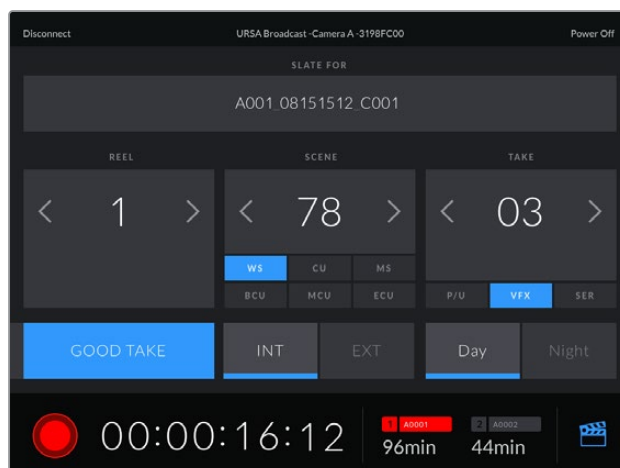 Disconnect URSA Broadcast -Camera A -3198FC00 Power Off
SLATE FOR
A001_08151512_C001
REEL SCENE TAKE
1 78 03
WS CU MS
BCU MCU ECU P/U VFX SER
GOOD TAKE INT EXT Day Night
00:00:16:12 1 A0001 2 A0002
96min 44min